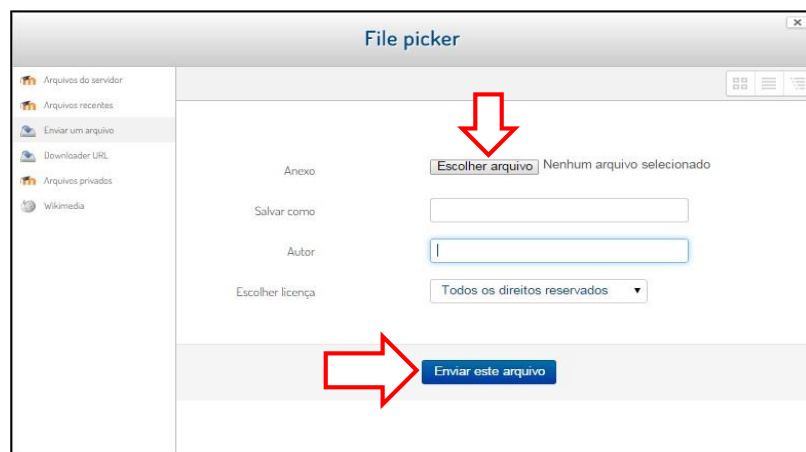 File picker
Arquivos do servidor
Arquivos recentes
Enviar um arquivo
Downloader URL
Arquivos privados
Wikimedia
Anexo Escolher arquivo Nenhum arquivo selecionado
Salvar como
Autor
Escolher licença Todos os direitos reservados
Enviar este arquivo